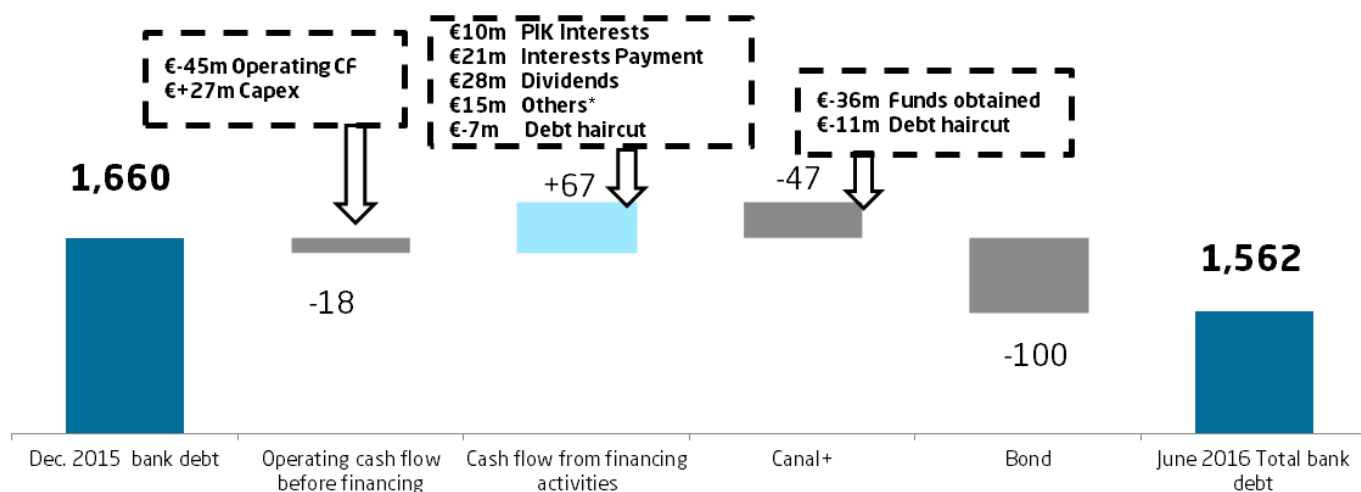 €-45m Operating CF
€+27m Capex
€10m PIK Interests
€21m Interests Payment
€28m Dividends
€15m Others*
€-7m Debt haircut
€-36m Funds obtained
€-11m Debt haircut
1,660
-18
+67
-47
-100
1,562
Dec. 2015 bank debt
Operating cash flow
before financing
Cash flow from financing
activities
Canal+
Bond
June 2016 Total bank
debt